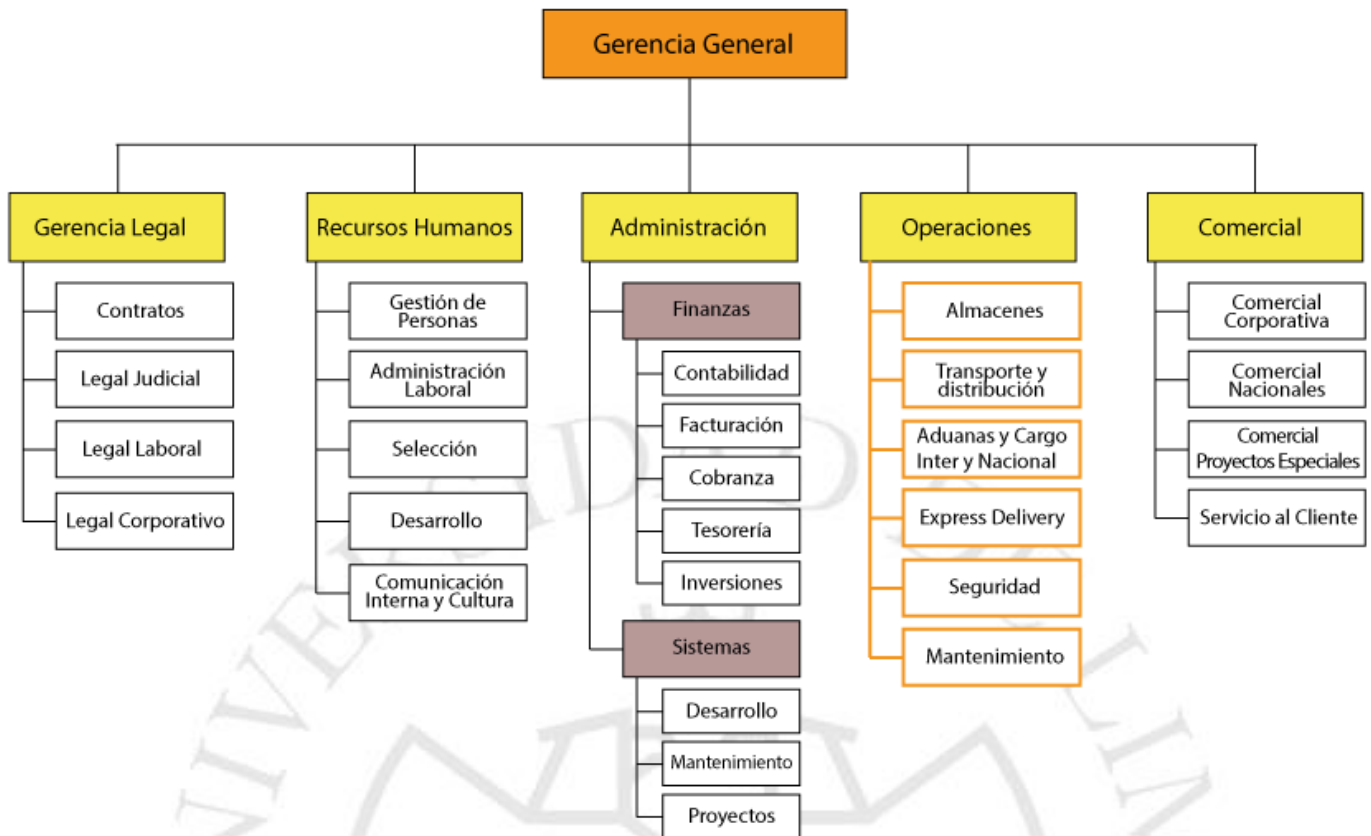 Gerencia General
Gerencia Legal
Contratos
Legal Judicial
Legal Laboral
Legal Corporativo
Recursos Humanos
Gestión de
Personas
Administración
Laboral
Selección
Desarrollo
Comunicación
Interna y Cultura
Administración
Finanzas
Contabilidad
Facturación
Cobranza
Tesorería
Inversiones
Sistemas
Desarrollo
Mantenimiento
Proyectos
Operaciones
Almacenes
Transporte y
distribución
Aduanas y Cargo
Inter y Nacional
Express Delivery
Seguridad
Mantenimiento
Comercial
Comercial
Corporativa
Comercial
Nacionales
Comercial
Proyectos Especiales
Servicio al Cliente